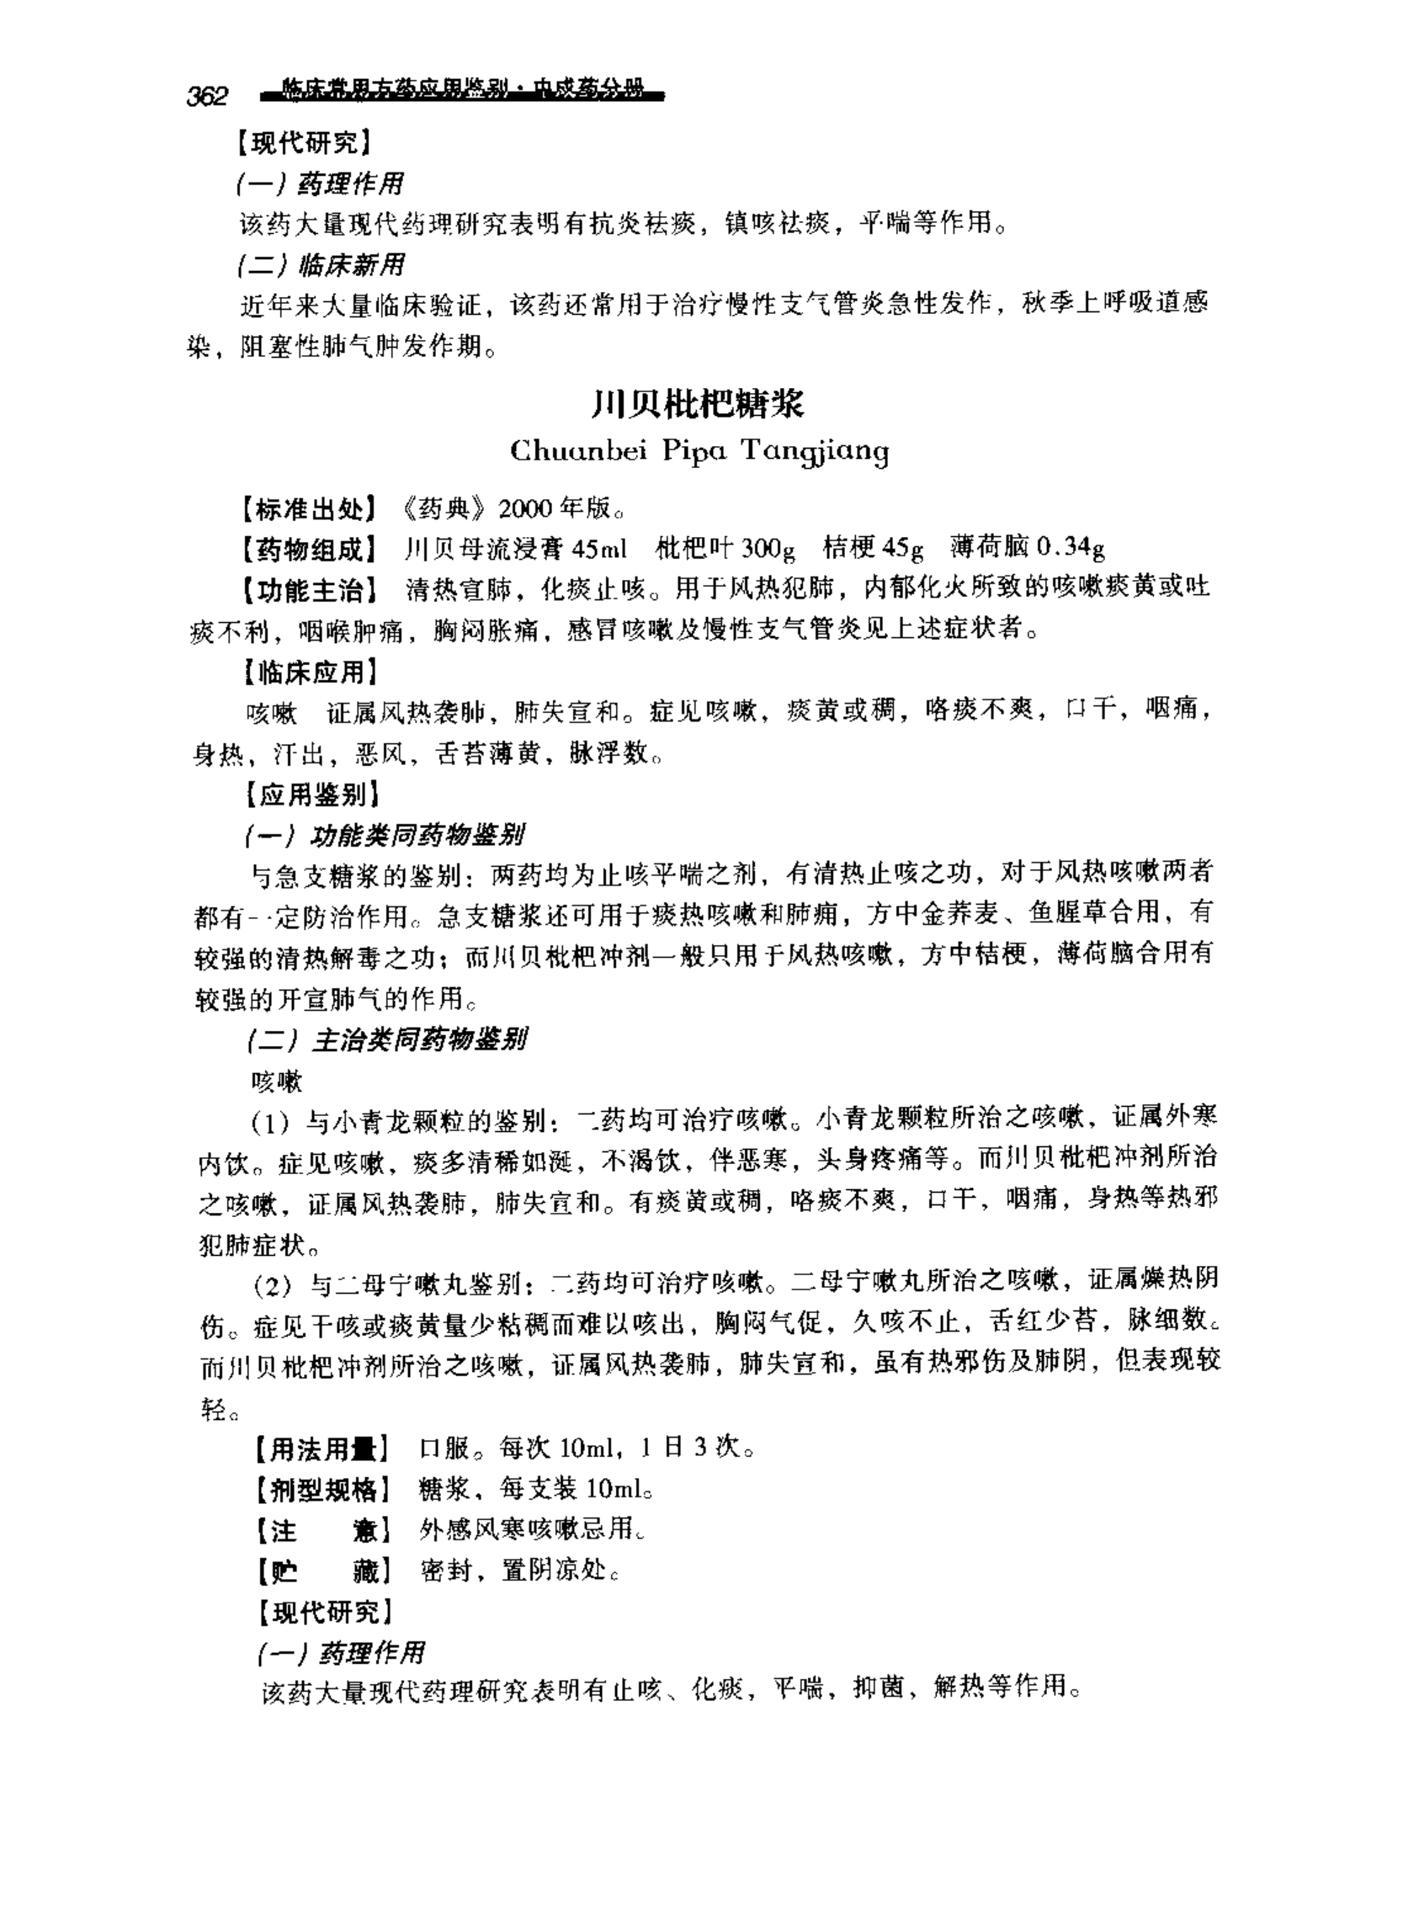 362 临床常用方药应用鉴别·中成药分册
【现代研究】
(一) 药理作用
该药大量现代药理研究表明有抗炎祛痰，镇咳祛痰，平喘等作用。
(二) 临床新用
近年来大量临床验证，该药还常用于治疗慢性支气管炎急性发作，秋季上呼吸道感
染，阻塞性肺气肿发作期。
川贝枇杷糖浆
Chuanbei Pipa Tangjiang
【标准出处】 《药典》2000 年版。
【药物组成】 川贝母流浸膏 45ml 枇杷叶 300g 桔梗 45g 薄荷脑 0.34g
【功能主治】 清热宣肺，化痰止咳。用于风热犯肺，内郁化火所致的咳嗽痰黄或吐
痰不利，咽喉肿痛，胸闷胀痛，感冒咳嗽及慢性支气管炎见上述症状者。
【临床应用】
咳嗽 证属风热袭肺，肺失宣和。症见咳嗽，痰黄或稠，咯痰不爽，口干，咽痛，
身热，汗出，恶风，舌苔薄黄，脉浮数。
【应用鉴别】
(一) 功能类同药物鉴别
与急支糖浆的鉴别：两药均为止咳平喘之剂，有清热止咳之功，对于风热咳嗽两者
都有一定防治作用。急支糖浆还可用于痰热咳嗽和肺痈，方中金荞麦、鱼腥草合用，有
较强的清热解毒之功；而川贝枇杷冲剂一般只用于风热咳嗽，方中桔梗，薄荷脑合用有
较强的开宣肺气的作用。
(二) 主治类同药物鉴别
咳嗽
(1) 与小青龙颗粒的鉴别：二药均可治疗咳嗽。小青龙颗粒所治之咳嗽，证属外寒
内饮。症见咳嗽，痰多清稀如涎，不渴饮，伴恶寒，头身疼痛等。而川贝枇杷冲剂所治
之咳嗽，证属风热袭肺，肺失宣和。有痰黄或稠，咯痰不爽，口干，咽痛，身热等热邪
犯肺症状。
(2) 与二母宁嗽丸鉴别：二药均可治疗咳嗽。二母宁嗽丸所治之咳嗽，证属燥热阴
伤。症见干咳或痰黄量少粘稠而难以咳出，胸闷气促，久咳不止，舌红少苔，脉细数。
而川贝枇杷冲剂所治之咳嗽，证属风热袭肺，肺失宣和，虽有热邪伤及肺阴，但表现较
轻。
【用法用量】 口服。每次 10ml，1 日 3 次。
【剂型规格】 糖浆，每支装 10ml。
【注 意】 外感风寒咳嗽忌用。
【贮 藏】 密封，置阴凉处。
【现代研究】
(一) 药理作用
该药大量现代药理研究表明有止咳、化痰，平喘，抑菌，解热等作用。